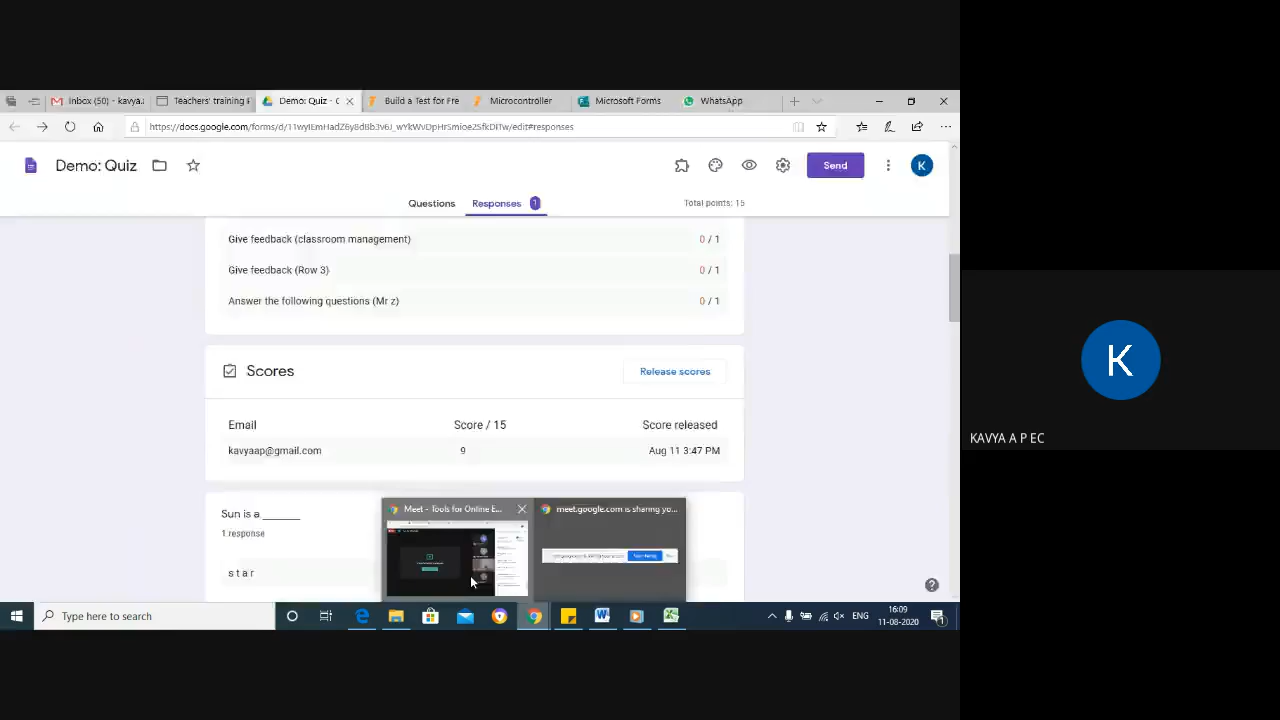 Inbox (50) - kavya.
Teachers' training F
Demo: Quiz - G
Build a Test for Fre
Microcontroller
Microsoft Forms
WhatsApp
Demo: Quiz
Send
K
Questions
Responses
1
Total points: 15
Give feedback (classroom management)
0 / 1
Give feedback (Row 3)
0 / 1
Answer the following questions (Mr z)
0 / 1
Scores
Release scores
Email
Score / 15
Score released
kavyaap@gmail.com
9
Aug 11 3:47 PM
Sun is a ______
1 response
s t a r
Meet - Tools for Online E...
meet.google.com is sharing yo...
Type here to search
ENG
16:09
11-08-2020
K
KAVYA A P EC